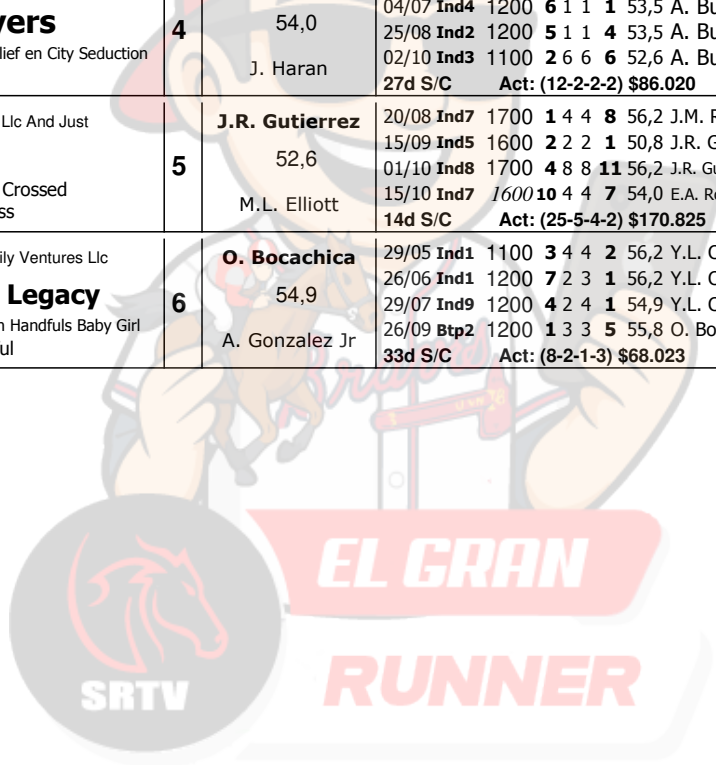 04/07 Ind4 1200 6 1 1 1 53,5 A. Bu
yers 4 54,0 25/08 Ind2 1200 5 1 1 4 53,5 A. Bu
lief en City Seduction J. Haran 02/10 Ind3 1100 2 6 6 6 52,6 A. Bu
27d S/C Act: (12-2-2-2) $86.020
Llc And Just J.R. Gutierrez 20/08 Ind7 1700 1 4 4 8 56,2 J.M. R
5 52,6 15/09 Ind5 1600 2 2 2 1 50,8 J.R. G
Crossed 01/10 Ind8 1700 4 8 8 11 56,2 J.R. Gu
ss M.L. Elliott 15/10 Ind7 1600 10 4 4 7 54,0 E.A. Ro
14d S/C Act: (25-5-4-2) $170.825
ily Ventures Llc O. Bocachica 29/05 Ind1 1100 3 4 4 2 56,2 Y.L. C
Legacy 6 54,9 26/06 Ind1 1200 7 2 3 1 56,2 Y.L. C
n Handfuls Baby Girl 29/07 Ind9 1200 4 2 4 1 54,9 Y.L. C
ul A. Gonzalez Jr 26/09 Btp2 1200 1 3 3 5 55,8 O. Bo
33d S/C Act: (8-2-1-3) $68.023
Braves
EL GRAN
RUNNER
SRTV